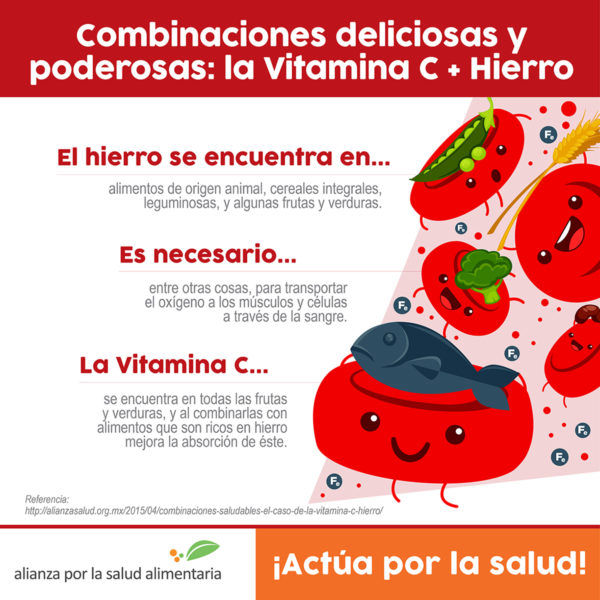 Combinaciones deliciosas y
poderosas: la Vitamina C + Hierro
El hierro se encuentra en...
alimentos de origen animal, cereales integrales,
leguminosas, y algunas frutas y verduras.
Es necesario...
entre otras cosas, para transportar
el oxígeno a los músculos y células
a través de la sangre.
La Vitamina C...
se encuentra en todas las frutas
y verduras, y al combinarlas con
alimentos que son ricos en hierro
mejora la absorción de éste.
Fe
Fe
Fe
Fe
Fe
Fe
Referencia:
http://alianzasalud.org.mx/2015/04/combinaciones-saludables-el-caso-de-la-vitamina-c-hierro/
alianza por la salud alimentaria
¡Actúa por la salud!